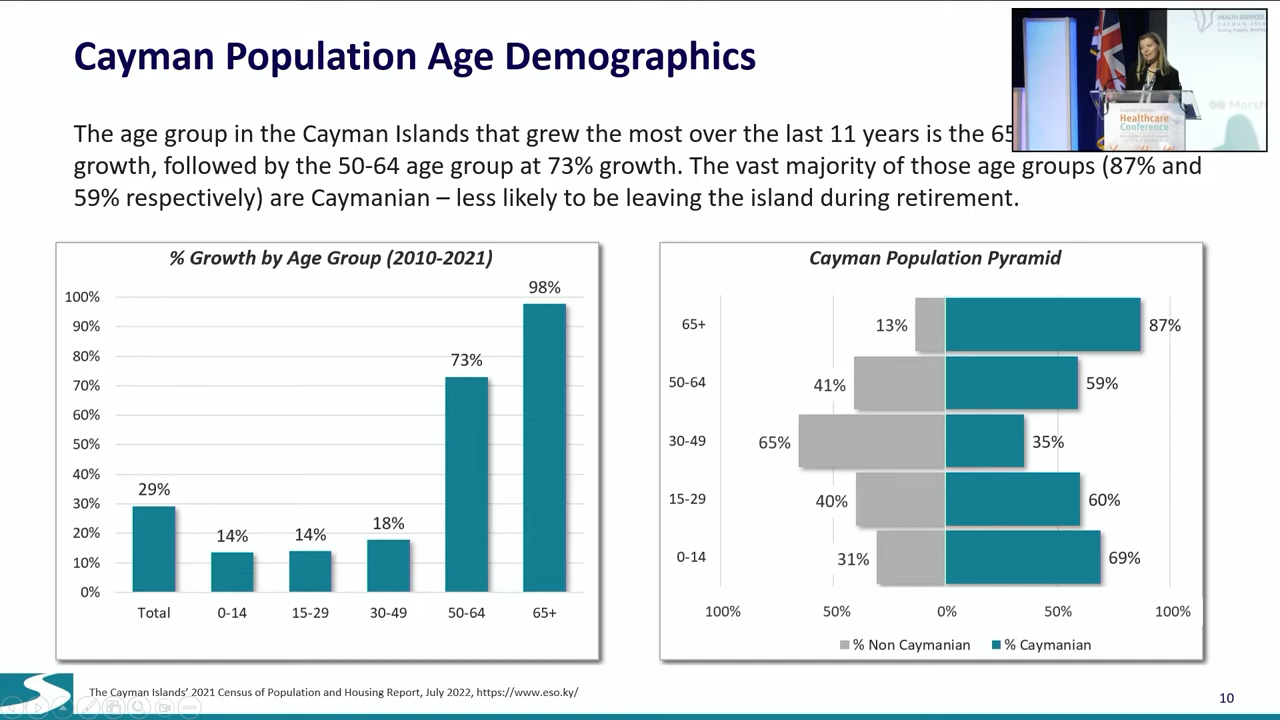 Cayman Population Age Demographics
The age group in the Cayman Islands that grew the most over the last 11 years is the 65
growth, followed by the 50-64 age group at 73% growth. The vast majority of those age groups (87% and
59% respectively) are Caymanian – less likely to be leaving the island during retirement.
Healthcare
Conference
% Growth by Age Group (2010-2021)
98%
100%
90%
80%
73%
70%
60%
50%
40%
30%
29%
20%
18%
14%
14%
10%
0%
Total 0-14 15-29 30-49 50-64 65+
Cayman Population Pyramid
65+ 13% 87%
50-64 41% 59%
30-49 65% 35%
15-29 40% 60%
0-14 31% 69%
100% 50% 0% 50% 100%
% Non Caymanian % Caymanian
The Cayman Islands’ 2021 Census of Population and Housing Report, July 2022, https://www.eso.ky/
10